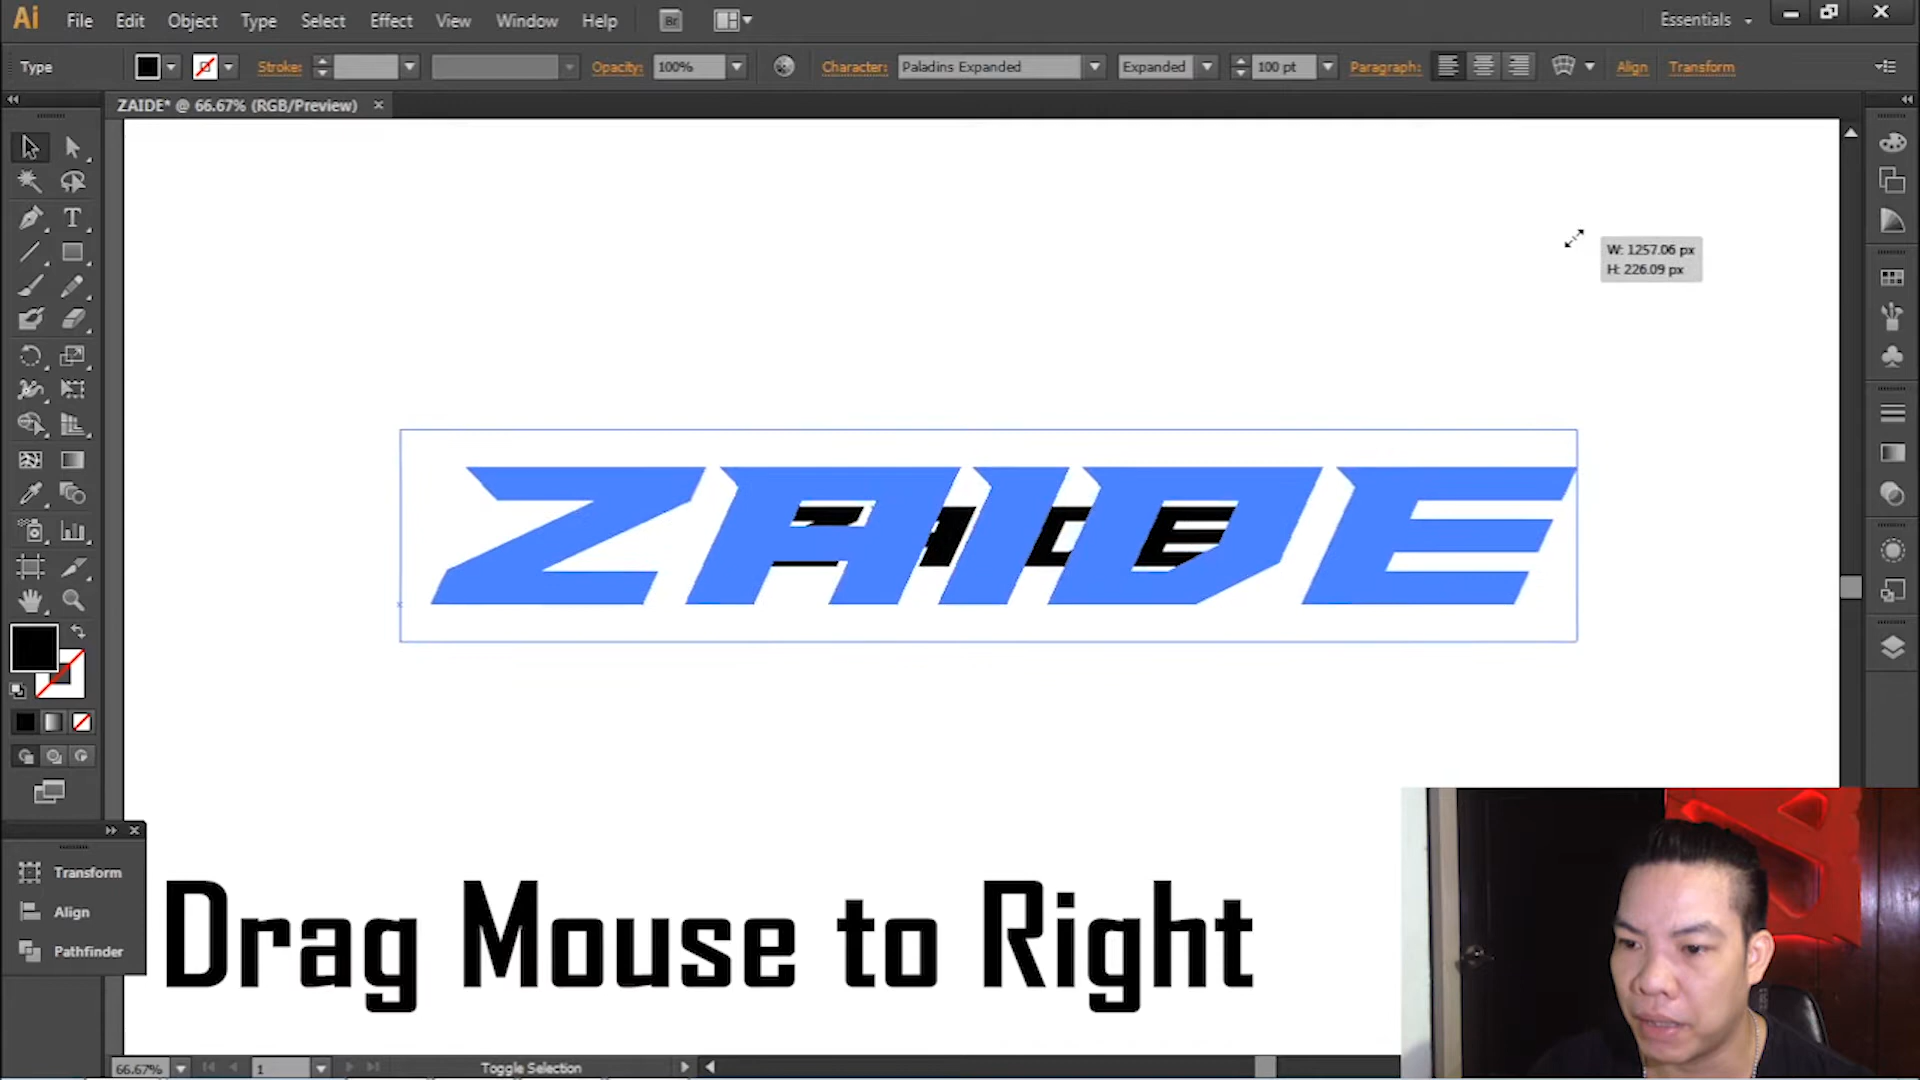 Ai File Edit Object Type Select Effect View Window Help Br Essentials
Type Stroke: Opacity: 100% Character: Paladins Expanded Expanded 100 pt Paragraph: Align Transform
ZAIDE* @ 66.67% (RGB/Preview)
W: 1257.06 px
H: 226.09 px
ZAIDE
Transform
Align
Pathfinder
Drag Mouse to Right
66.67% 1 Toggle Selection